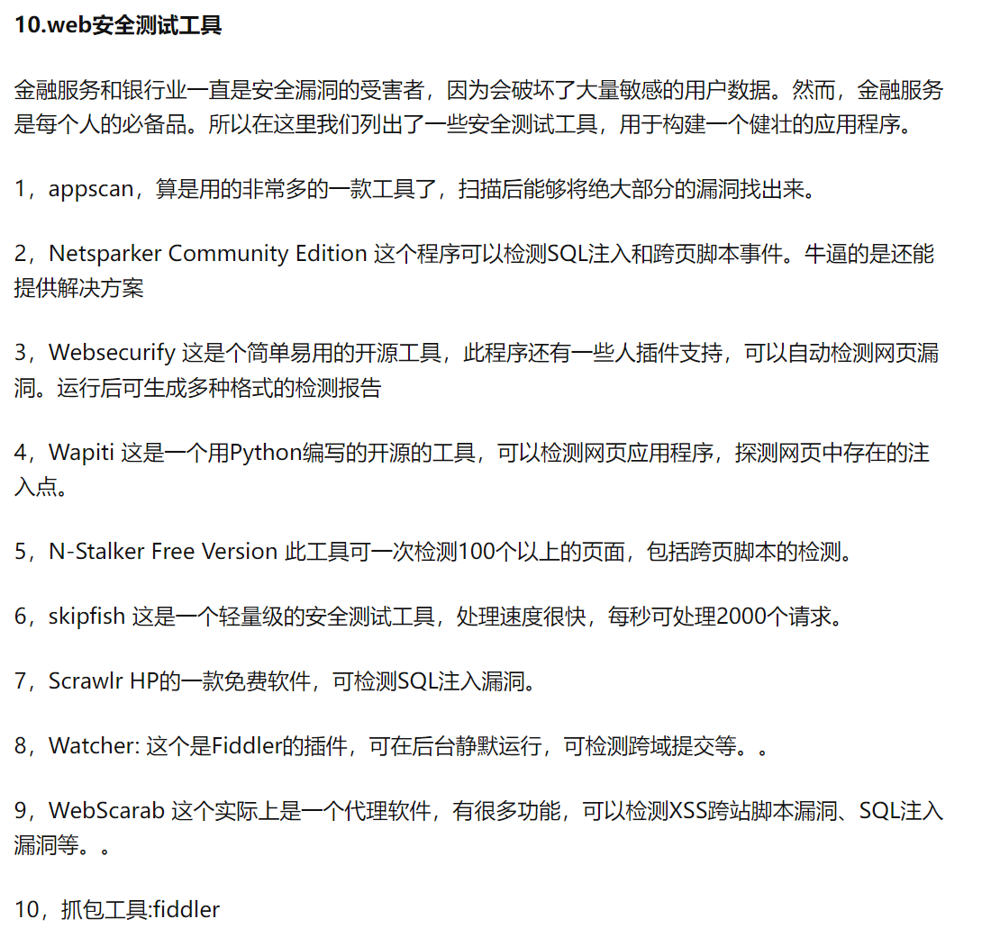 10.web安全测试工具
金融服务和银行业一直是安全漏洞的受害者，因为会破坏了大量敏感的用户数据。然而，金融服务
是每个人的必备品。所以在这里我们列出了一些安全测试工具，用于构建一个健壮的应用程序。
1，appscan，算是用的非常多的一款工具了，扫描后能够将绝大部分的漏洞找出来。
2，Netsparker Community Edition 这个程序可以检测SQL注入和跨页脚本事件。牛逼的是还能
提供解决方案
3，Websecurify 这是个简单易用的开源工具，此程序还有一些人插件支持，可以自动检测网页漏
洞。运行后可生成多种格式的检测报告
4，Wapiti 这是一个用Python编写的开源的工具，可以检测网页应用程序，探测网页中存在的注
入点。
5，N-Stalker Free Version 此工具可一次检测100个以上的页面，包括跨页脚本的检测。
6，skipfish 这是一个轻量级的安全测试工具，处理速度很快，每秒可处理2000个请求。
7，Scrawlr HP的一款免费软件，可检测SQL注入漏洞。
8，Watcher: 这个是Fiddler的插件，可在后台静默运行，可检测跨域提交等。。
9，WebScarab 这个实际上是一个代理软件，有很多功能，可以检测XSS跨站脚本漏洞、SQL注入
漏洞等。。
10，抓包工具:fiddler